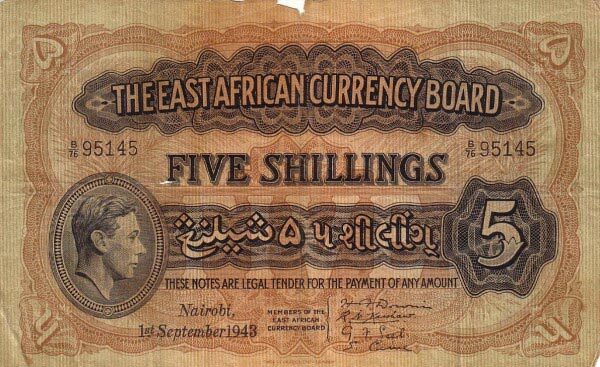 THE EAST AFRICAN CURRENCY BOARD
B/76 95145
B/76 95145
FIVE SHILLINGS
شيلنغ ۵ ૫ શીલીંગ
5
THESE NOTES ARE LEGAL TENDER FOR THE PAYMENT OF ANY AMOUNT
Nairobi,
1st September 1943
MEMBERS OF THE
EAST AFRICAN
CURRENCY BOARD